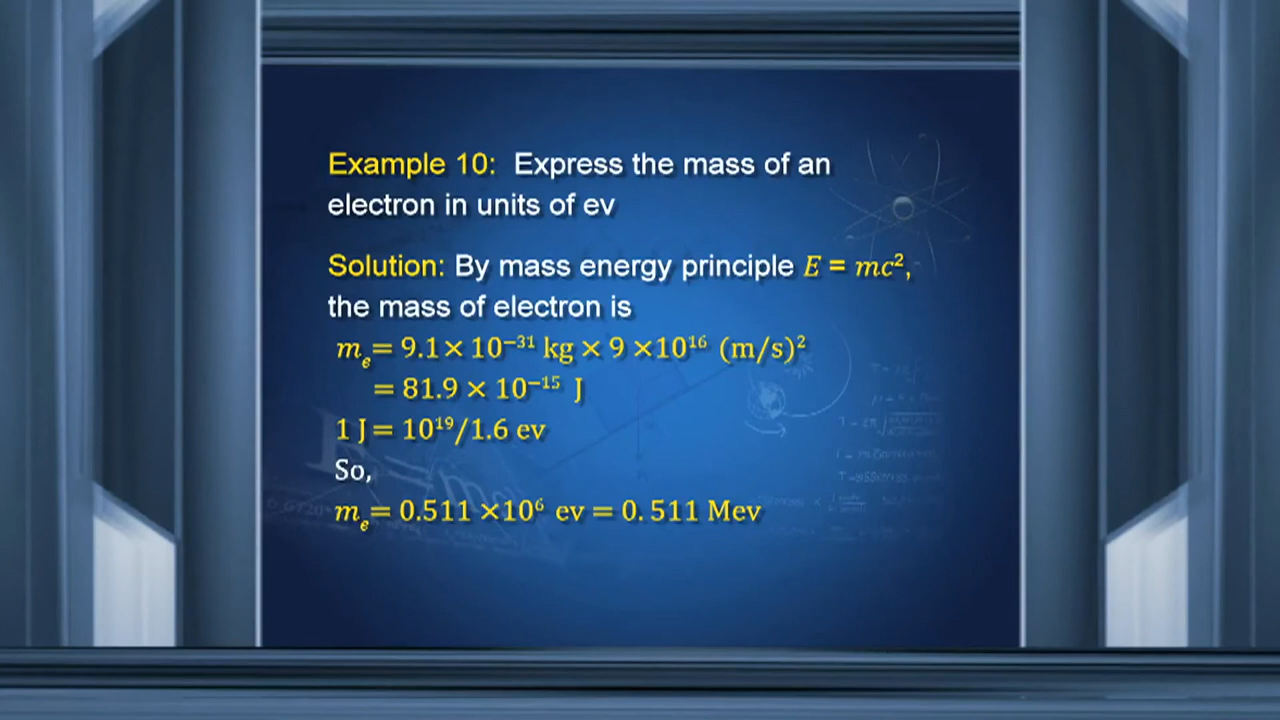 Example 10: Express the mass of an
electron in units of ev
Solution: By mass energy principle E = mc²,
the mass of electron is
mₑ= 9.1× 10⁻³¹ kg × 9 ×10¹⁶ (m/s)²
= 81.9 × 10⁻¹⁵ J
1 J= 10¹⁹/1.6 ev
So,
mₑ= 0.511 ×10⁶ ev = 0. 511 Mev